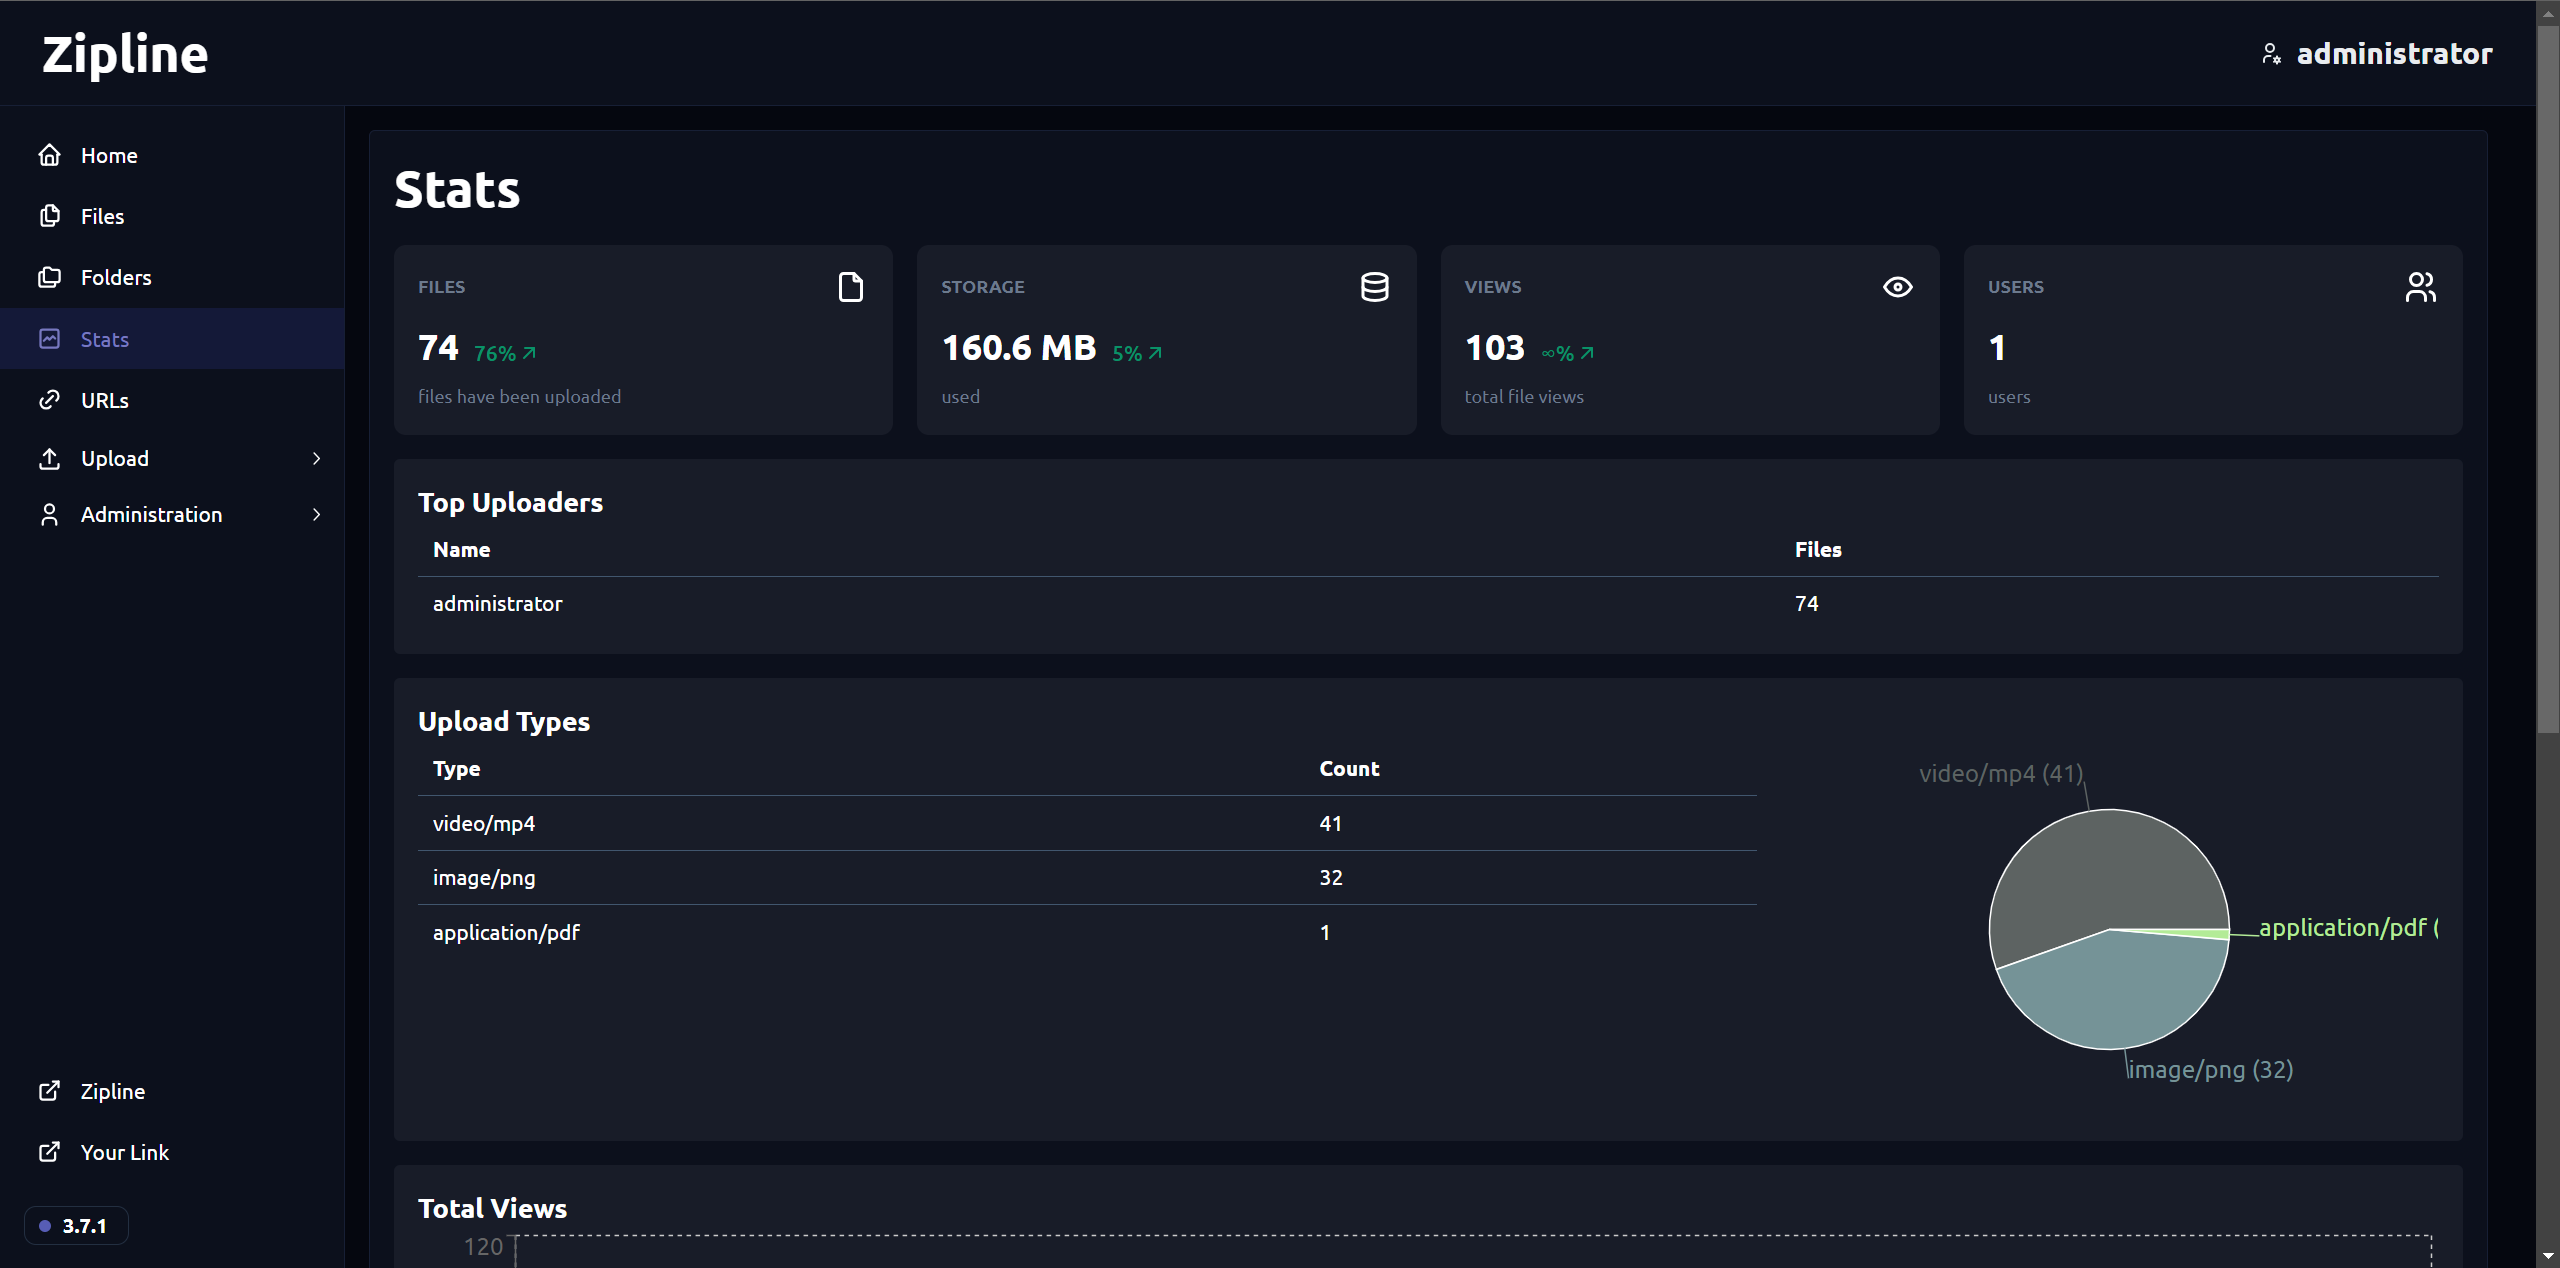 Zipline
administrator
Home
Files
Folders
Stats
URLs
Upload
Administration
Zipline
Your Link
3.7.1
Stats
FILES
74 76%
files have been uploaded
STORAGE
160.6 MB 5%
used
VIEWS
103 ∞%
total file views
USERS
1
users
Top Uploaders
Name Files
administrator 74
Upload Types
Type Count
video/mp4 41
image/png 32
application/pdf 1
video/mp4 (41)
application/pdf (
image/png (32)
Total Views
120